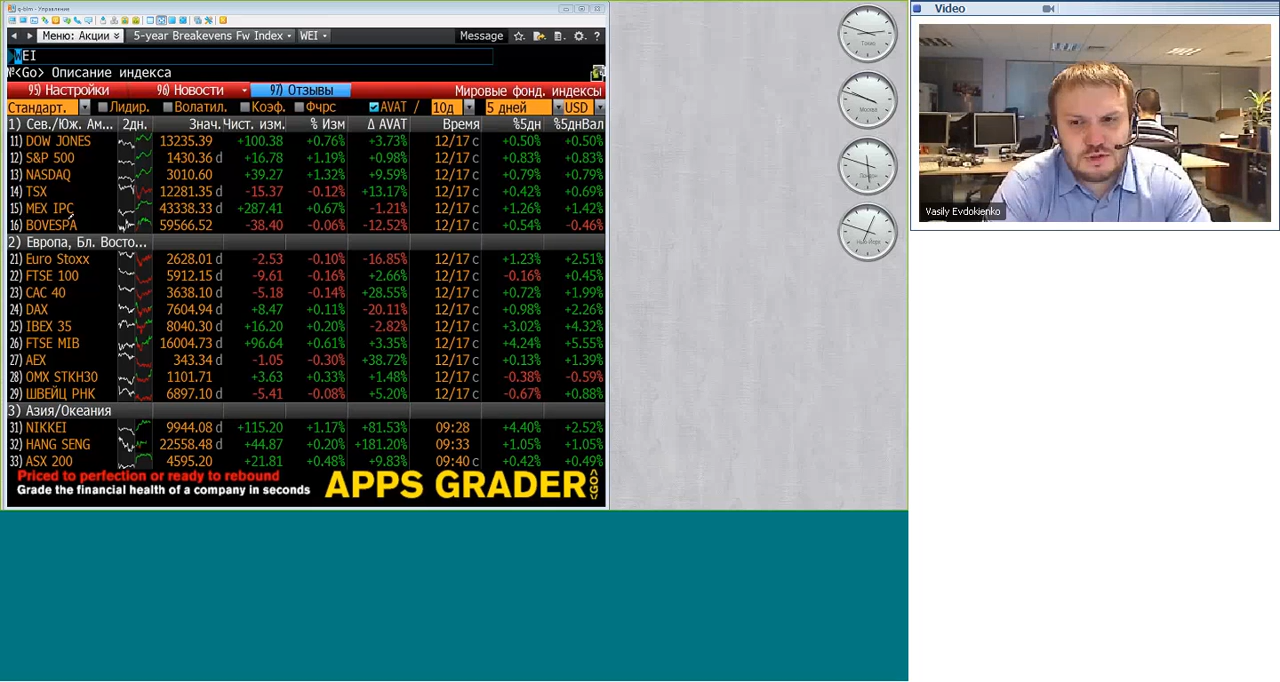 q-blm - Управление
Меню: Акции
5-year Breakevens Fw Index
WEI
Message
?
WEI
№<Go> Описание индекса
95) Настройки
96) Новости
97) Отзывы
Мировые фонд. индексы
Стандарт. Лидир. Волатил. Коэф. Фчрс AVAT / 10д 5 дней USD
1) Сев./Юж. Ам... 2дн. Знач. Чист. изм. % Изм Δ AVAT Время %5дн %5днВал
11) DOW JONES 13235.39 +100.38 +0.76% +3.73% 12/17 c +0.50% +0.50%
12) S&P 500 1430.36 d +16.78 +1.19% +0.98% 12/17 c +0.83% +0.83%
13) NASDAQ 3010.60 +39.27 +1.32% +9.59% 12/17 c +0.79% +0.79%
14) TSX 12281.35 d -15.37 -0.12% +13.17% 12/17 c +0.42% +0.69%
15) MEX IPC 43338.33 d +287.41 +0.67% -1.21% 12/17 c +1.26% +1.42%
16) BOVESPA 59566.52 -38.40 -0.06% -12.52% 12/17 c +0.54% -0.46%
2) Европа, Бл. Восто...
21) Euro Stoxx 2628.01 d -2.53 -0.10% -16.85% 12/17 c +1.23% +2.51%
22) FTSE 100 5912.15 d -9.61 -0.16% +2.66% 12/17 c -0.16% +0.45%
23) CAC 40 3638.10 d -5.18 -0.14% +28.55% 12/17 c +0.72% +1.99%
24) DAX 7604.94 d +8.47 +0.11% -20.11% 12/17 c +0.98% +2.26%
25) IBEX 35 8040.30 d +16.20 +0.20% -2.82% 12/17 c +3.02% +4.32%
26) FTSE MIB 16004.73 d +96.64 +0.61% +3.35% 12/17 c +4.24% +5.55%
27) AEX 343.34 d -1.05 -0.30% +38.72% 12/17 c +0.13% +1.39%
28) OMX STKH30 1101.71 +3.63 +0.33% +1.48% 12/17 c -0.38% -0.59%
29) ШВЕЙЦ РНК 6897.10 d -5.41 -0.08% +5.20% 12/17 c -0.67% +0.88%
3) Азия/Океания
31) NIKKEI 9944.08 d +115.20 +1.17% +81.53% 09:28 +4.40% +2.52%
32) HANG SENG 22558.48 d +44.87 +0.20% +181.20% 09:33 +1.05% +1.05%
33) ASX 200 4595.20 +21.81 +0.48% +9.83% 09:40 c +0.42% +0.49%
Priced to perfection or ready to rebound
Grade the financial health of a company in seconds
APPS GRADER
Токио
Москва
Лондон
Нью-Йорк
Video
Vasily Evdokienko